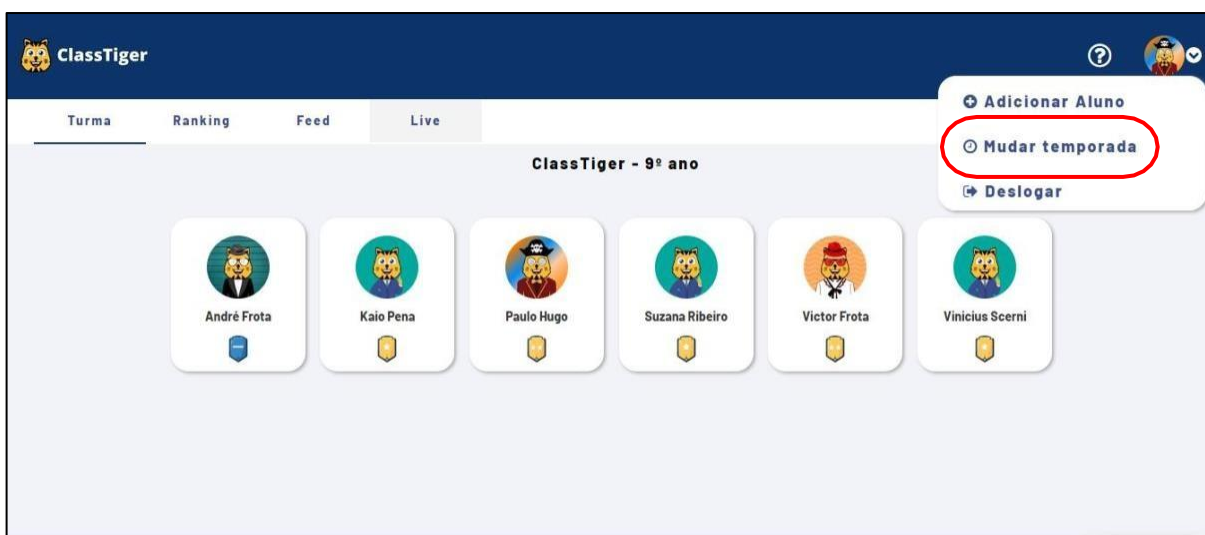 ClassTiger
Adicionar Aluno
Turma Ranking Feed Live
Mudar temporada
ClassTiger - 9º ano
Deslogar
André Frota Kaio Pena Paulo Hugo Suzana Ribeiro Victor Frota Vinicius Scerni